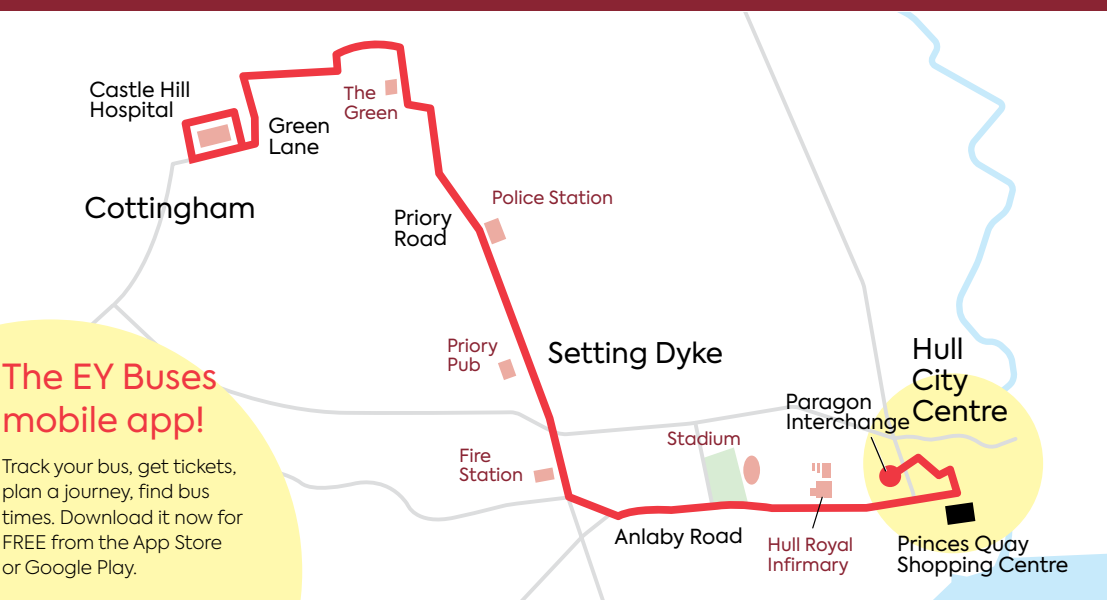 Castle Hill
Hospital
The
Green
Green
Lane
Cottingham
Police Station
Priory
Road
Priory
Pub
Setting Dyke
Hull
City
Centre
Paragon
Interchange
Stadium
Fire
Station
Anlaby Road
Hull Royal
Infirmary
Princes Quay
Shopping Centre
The EY Buses
mobile app!
Track your bus, get tickets,
plan a journey, find bus
times. Download it now for
FREE from the App Store
or Google Play.